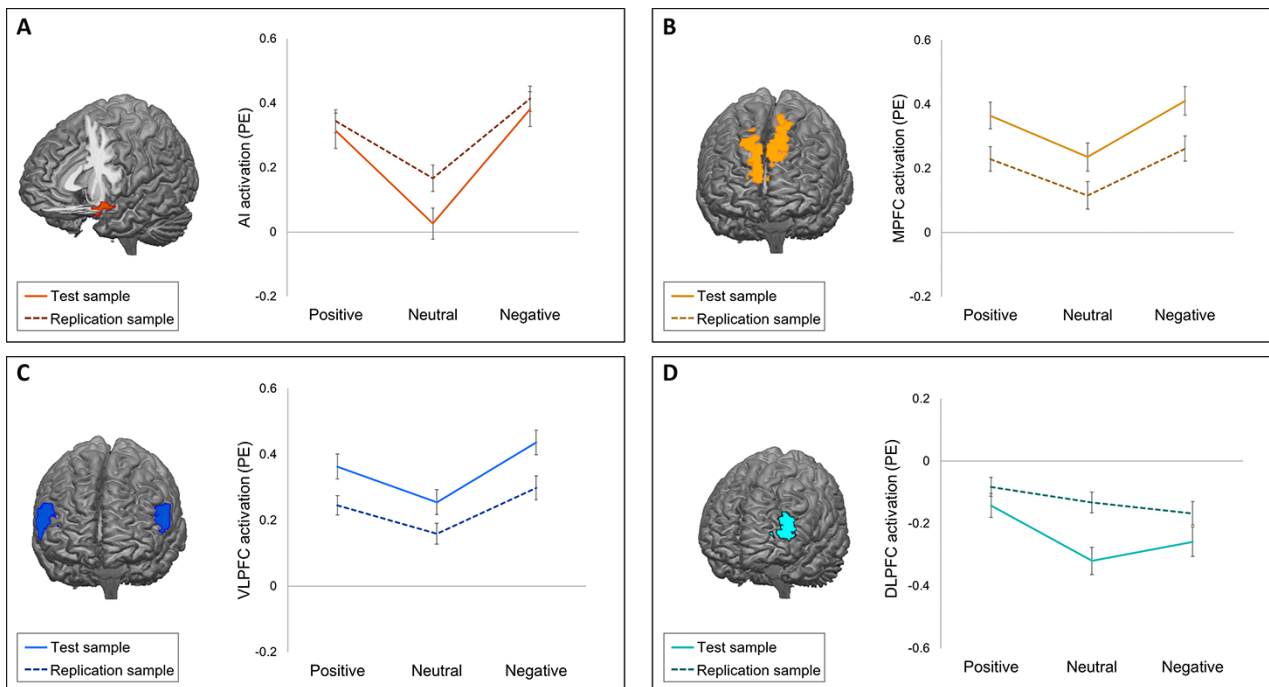 A
0.6
0.4
0.2
0
-0.2
AI activation (PE)
Positive Neutral Negative
Test sample
Replication sample
B
0.6
0.4
0.2
0
-0.2
MPFC activation (PE)
Positive Neutral Negative
Test sample
Replication sample
C
0.6
0.4
0.2
0
-0.2
VLPFC activation (PE)
Positive Neutral Negative
Test sample
Replication sample
D
0.2
0
-0.2
-0.4
-0.6
DLPFC activation (PE)
Positive Neutral Negative
Test sample
Replication sample